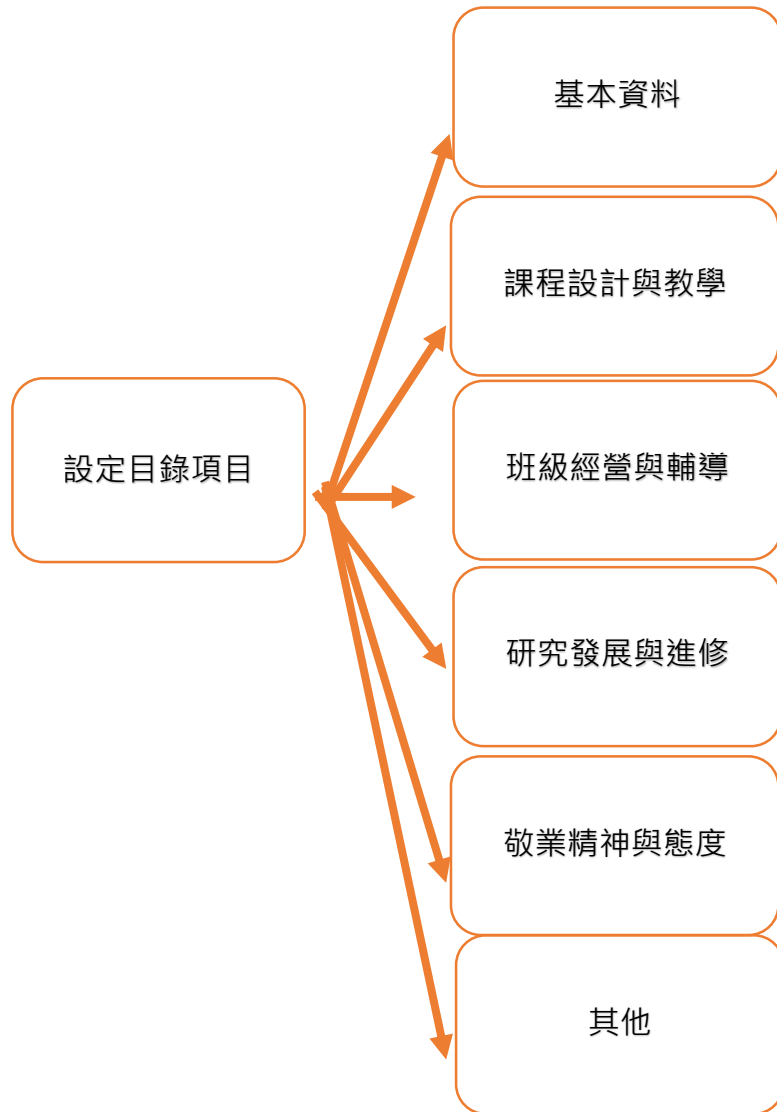 基本資料
課程設計與教學
設定目錄項目
班級經營與輔導
研究發展與進修
敬業精神與態度
其他